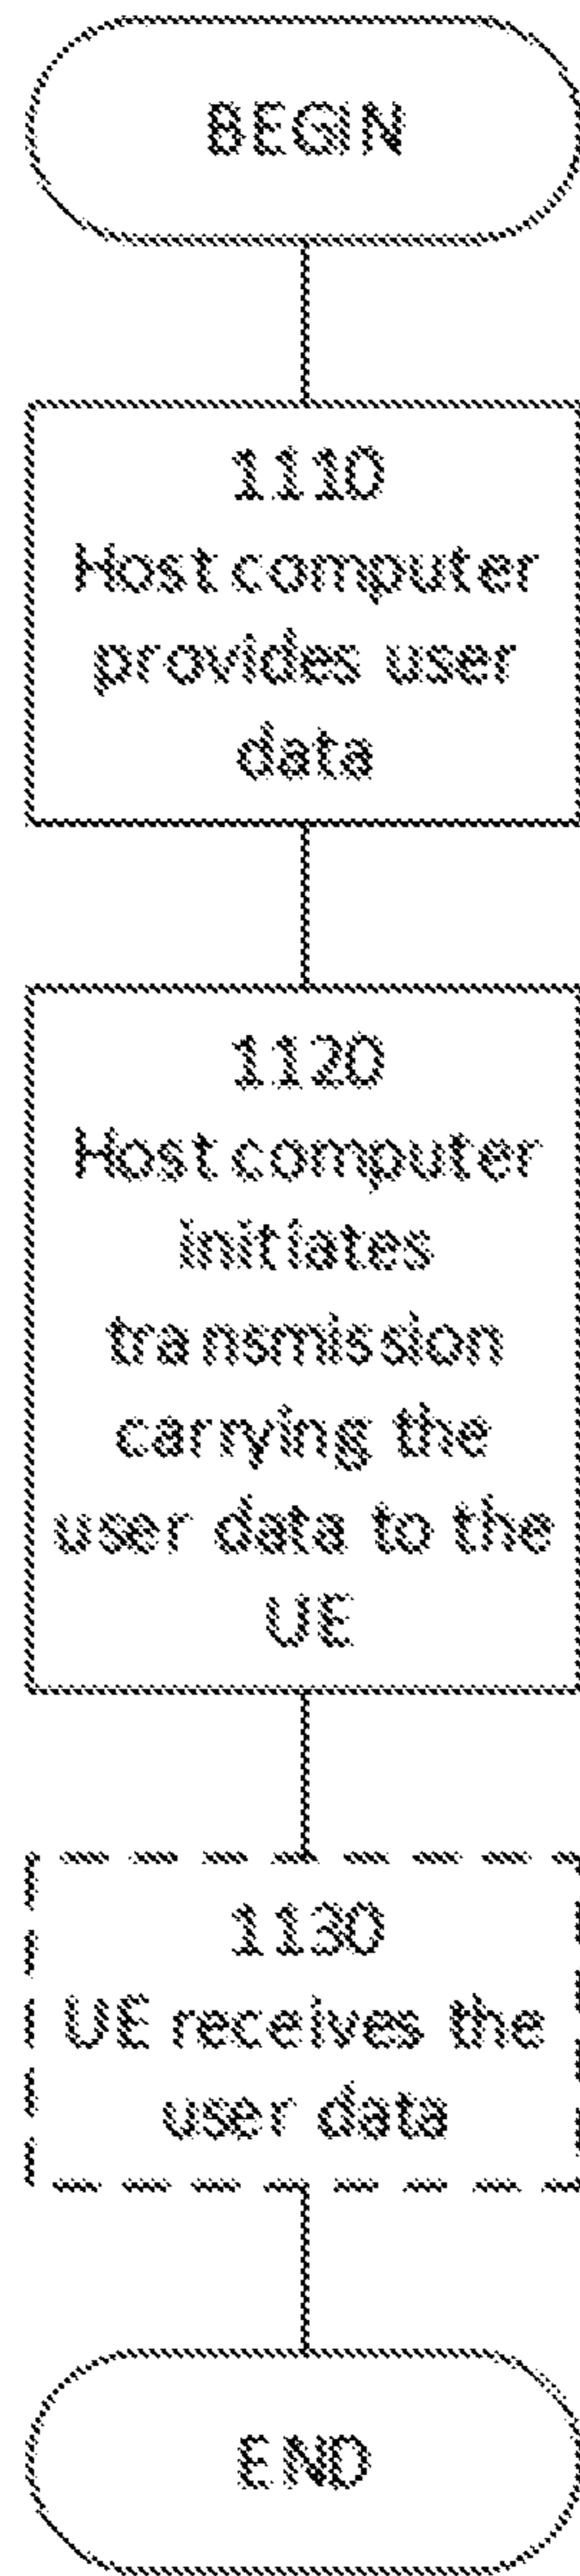 BEGIN
1110
Host computer
provides user
data
1120
Host computer
initiates
transmission
carrying the
user data to the
UE
1130
UE receives the
user data
END